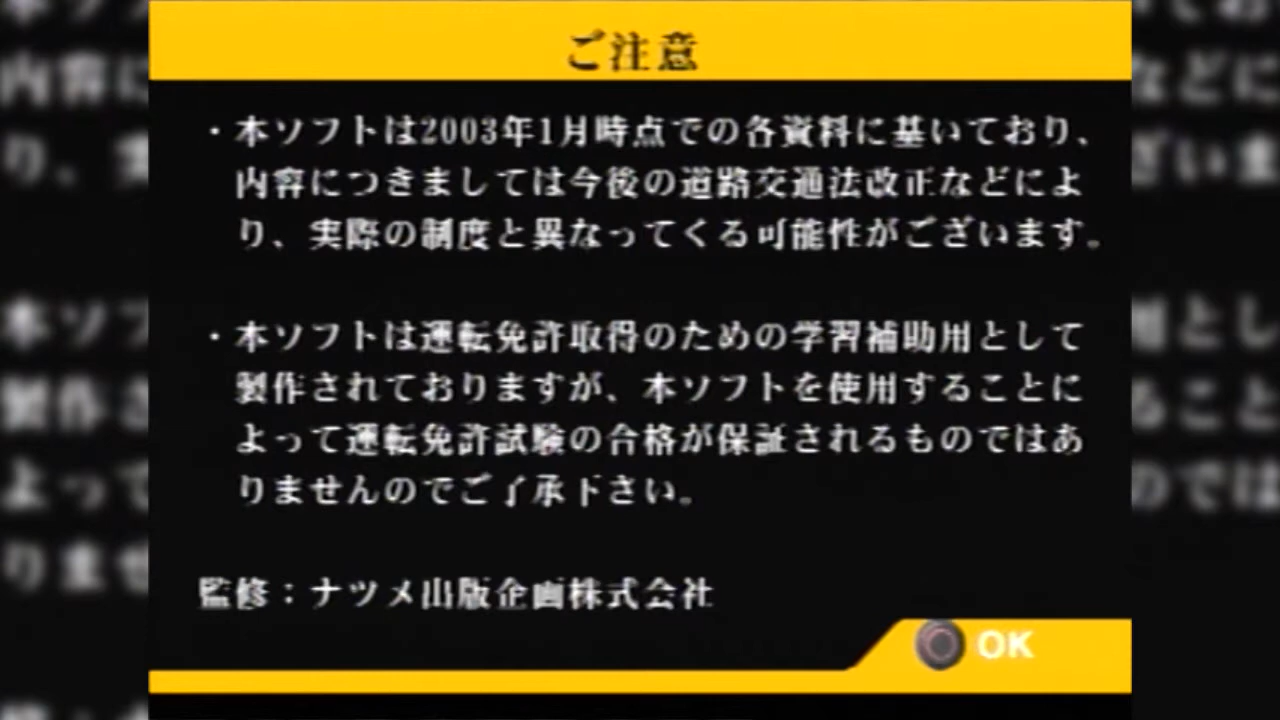 ご注意
・本ソフトは2003年1月時点での各資料に基いており、
内容につきましては今後の道路交通法改正などによ
り、実際の制度と異なってくる可能性がございます。
・本ソフトは運転免許取得のための学習補助用として
製作されておりますが、本ソフトを使用することに
よって運転免許試験の合格が保証されるものではあ
りませんのでご了承下さい。
監修：ナツメ出版企画株式会社
OK